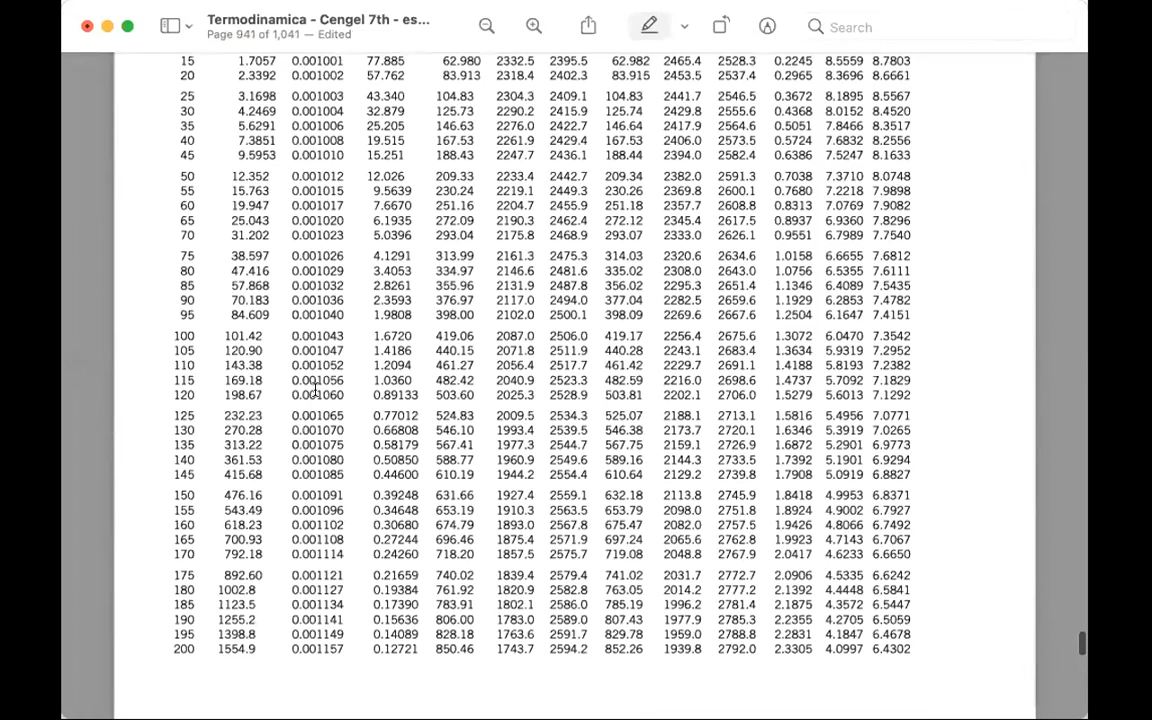 Termodinamica - Cengel 7th - es...
Page 941 of 1,041 — Edited
Search
15 1.7057 0.001001 77.885 62.980 2332.5 2395.5 62.982 2465.4 2528.3 0.2245 8.5559 8.7803
20 2.3392 0.001002 57.762 83.913 2318.4 2402.3 83.915 2453.5 2537.4 0.2965 8.3696 8.6661
25 3.1698 0.001003 43.340 104.83 2304.3 2409.1 104.83 2441.7 2546.5 0.3672 8.1895 8.5567
30 4.2469 0.001004 32.879 125.73 2290.2 2415.9 125.74 2429.8 2555.6 0.4368 8.0152 8.4520
35 5.6291 0.001006 25.205 146.63 2276.0 2422.7 146.64 2417.9 2564.6 0.5051 7.8466 8.3517
40 7.3851 0.001008 19.515 167.53 2261.9 2429.4 167.53 2406.0 2573.5 0.5724 7.6832 8.2556
45 9.5953 0.001010 15.251 188.43 2247.7 2436.1 188.44 2394.0 2582.4 0.6386 7.5247 8.1633
50 12.352 0.001012 12.026 209.33 2233.4 2442.7 209.34 2382.0 2591.3 0.7038 7.3710 8.0748
55 15.763 0.001015 9.5639 230.24 2219.1 2449.3 230.26 2369.8 2600.1 0.7680 7.2218 7.9898
60 19.947 0.001017 7.6670 251.16 2204.7 2455.9 251.18 2357.7 2608.8 0.8313 7.0769 7.9082
65 25.043 0.001020 6.1935 272.09 2190.3 2462.4 272.12 2345.4 2617.5 0.8937 6.9360 7.8296
70 31.202 0.001023 5.0396 293.04 2175.8 2468.9 293.07 2333.0 2626.1 0.9551 6.7989 7.7540
75 38.597 0.001026 4.1291 313.99 2161.3 2475.3 314.03 2320.6 2634.6 1.0158 6.6655 7.6812
80 47.416 0.001029 3.4053 334.97 2146.6 2481.6 335.02 2308.0 2643.0 1.0756 6.5355 7.6111
85 57.868 0.001032 2.8261 355.96 2131.9 2487.8 356.02 2295.3 2651.4 1.1346 6.4089 7.5435
90 70.183 0.001036 2.3593 376.97 2117.0 2494.0 377.04 2282.5 2659.6 1.1929 6.2853 7.4782
95 84.609 0.001040 1.9808 398.00 2102.0 2500.1 398.09 2269.6 2667.6 1.2504 6.1647 7.4151
100 101.42 0.001043 1.6720 419.06 2087.0 2506.0 419.17 2256.4 2675.6 1.3072 6.0470 7.3542
105 120.90 0.001047 1.4186 440.15 2071.8 2511.9 440.28 2243.1 2683.4 1.3634 5.9319 7.2952
110 143.38 0.001052 1.2094 461.27 2056.4 2517.7 461.42 2229.7 2691.1 1.4188 5.8193 7.2382
115 169.18 0.001056 1.0360 482.42 2040.9 2523.3 482.59 2216.0 2698.6 1.4737 5.7092 7.1829
120 198.67 0.001060 0.89133 503.60 2025.3 2528.9 503.81 2202.1 2706.0 1.5279 5.6013 7.1292
125 232.23 0.001065 0.77012 524.83 2009.5 2534.3 525.07 2188.1 2713.1 1.5816 5.4956 7.0771
130 270.28 0.001070 0.66808 546.10 1993.4 2539.5 546.38 2173.7 2720.1 1.6346 5.3919 7.0265
135 313.22 0.001075 0.58179 567.41 1977.3 2544.7 567.75 2159.1 2726.9 1.6872 5.2901 6.9773
140 361.53 0.001080 0.50850 588.77 1960.9 2549.6 589.16 2144.3 2733.5 1.7392 5.1901 6.9294
145 415.68 0.001085 0.44600 610.19 1944.2 2554.4 610.64 2129.2 2739.8 1.7908 5.0919 6.8827
150 476.16 0.001091 0.39248 631.66 1927.4 2559.1 632.18 2113.8 2745.9 1.8418 4.9953 6.8371
155 543.49 0.001096 0.34648 653.19 1910.3 2563.5 653.79 2098.0 2751.8 1.8924 4.9002 6.7927
160 618.23 0.001102 0.30680 674.79 1893.0 2567.8 675.47 2082.0 2757.5 1.9426 4.8066 6.7492
165 700.93 0.001108 0.27244 696.46 1875.4 2571.9 697.24 2065.6 2762.8 1.9923 4.7143 6.7067
170 792.18 0.001114 0.24260 718.20 1857.5 2575.7 719.08 2048.8 2767.9 2.0417 4.6233 6.6650
175 892.60 0.001121 0.21659 740.02 1839.4 2579.4 741.02 2031.7 2772.7 2.0906 4.5335 6.6242
180 1002.8 0.001127 0.19384 761.92 1820.9 2582.8 763.05 2014.2 2777.2 2.1392 4.4448 6.5841
185 1123.5 0.001134 0.17390 783.91 1802.1 2586.0 785.19 1996.2 2781.4 2.1875 4.3572 6.5447
190 1255.2 0.001141 0.15636 806.00 1783.0 2589.0 807.43 1977.9 2785.3 2.2355 4.2705 6.5059
195 1398.8 0.001149 0.14089 828.18 1763.6 2591.7 829.78 1959.0 2788.8 2.2831 4.1847 6.4678
200 1554.9 0.001157 0.12721 850.46 1743.7 2594.2 852.26 1939.8 2792.0 2.3305 4.0997 6.4302